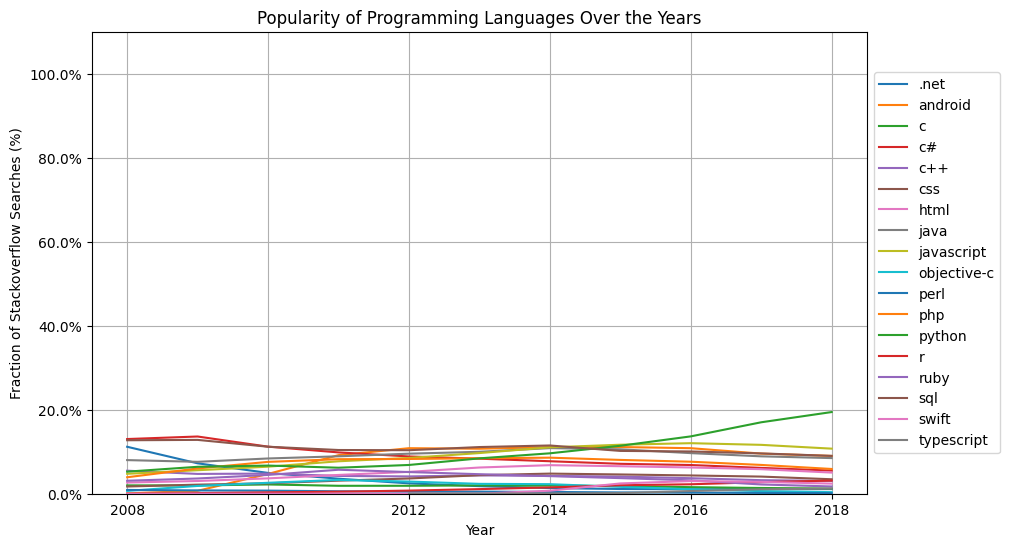 Popularity of Programming Languages Over the Years
Fraction of Stackoverflow Searches (%)
100.0%
80.0%
60.0%
40.0%
20.0%
0.0%
2008
2010
2012
2014
2016
2018
Year
.net
android
c
c#
c++
css
html
java
javascript
objective-c
perl
php
python
r
ruby
sql
swift
typescript